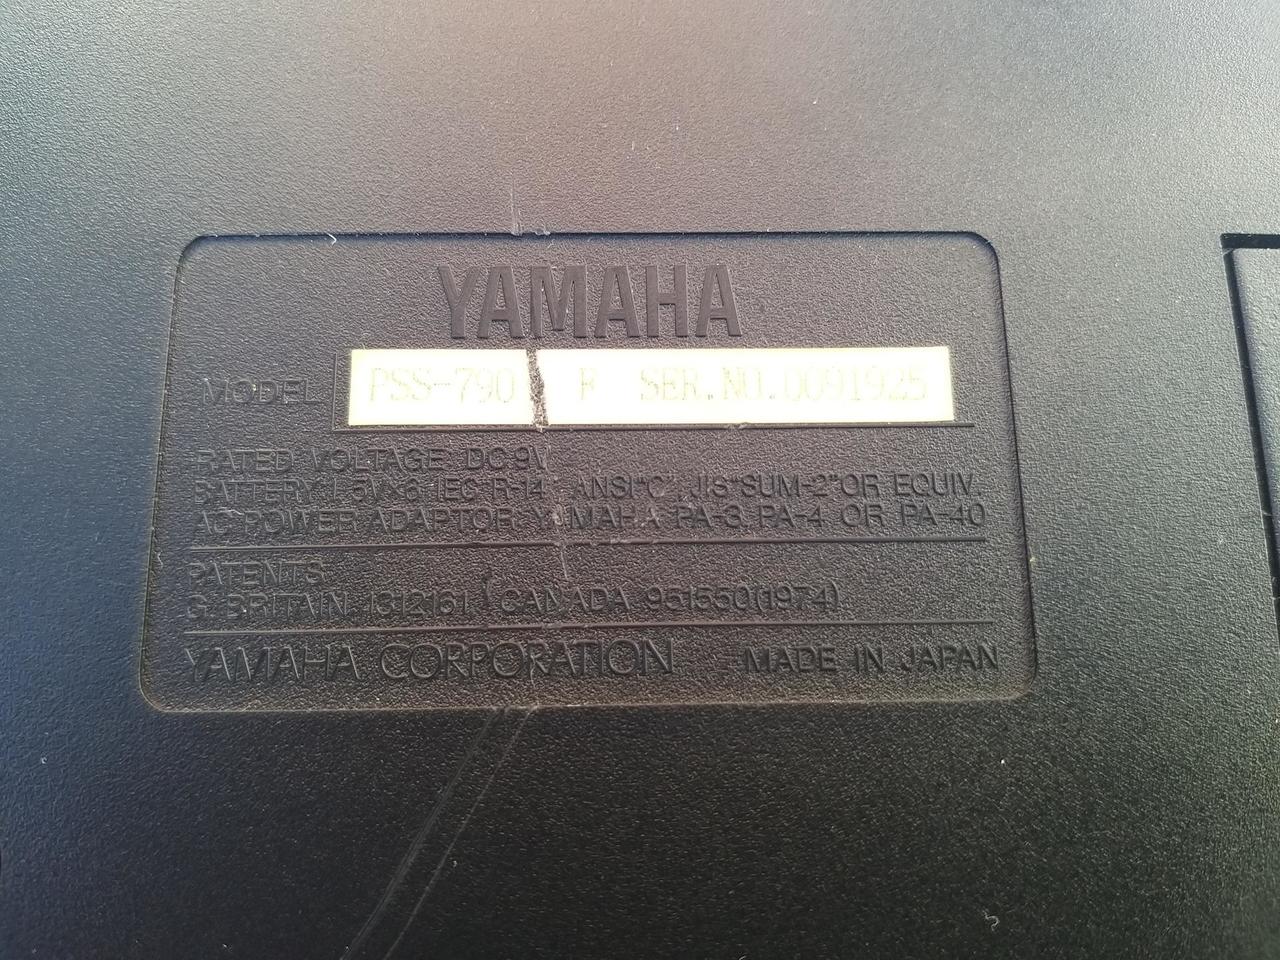 YAMAHA
MODEL PSS-790 F SER.NO.0091925
RATED VOLTAGE DC 9V
BATTERY 1.5V×6 IEC R-14 ANSI"C", JIS"SUM-2"OR EQUIV.
AC POWER ADAPTOR YAMAHA PA-3, PA-4 OR PA-40
PATENTS
G. BRITAIN 1312161 CANADA 951550(1974)
YAMAHA CORPORATION MADE IN JAPAN